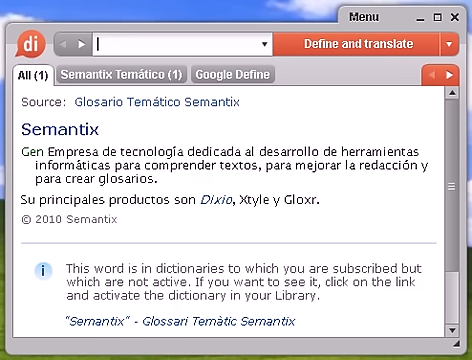 Menu
di
Define and translate
All (1)
Semantix Temático (1)
Google Define
Source: Glosario Temático Semantix
Semantix
Gen Empresa de tecnología dedicada al desarrollo de herramientas
informáticas para comprender textos, para mejorar la redacción y
para crear glosarios.
Su principales productos son Dixio, Xtyle y Gloxr.
© 2010 Semantix
i
This word is in dictionaries to which you are subscribed but
which are not active. If you want to see it, click on the link
and activate the dictionary in your Library.
"Semantix" - Glossari Temàtic Semantix